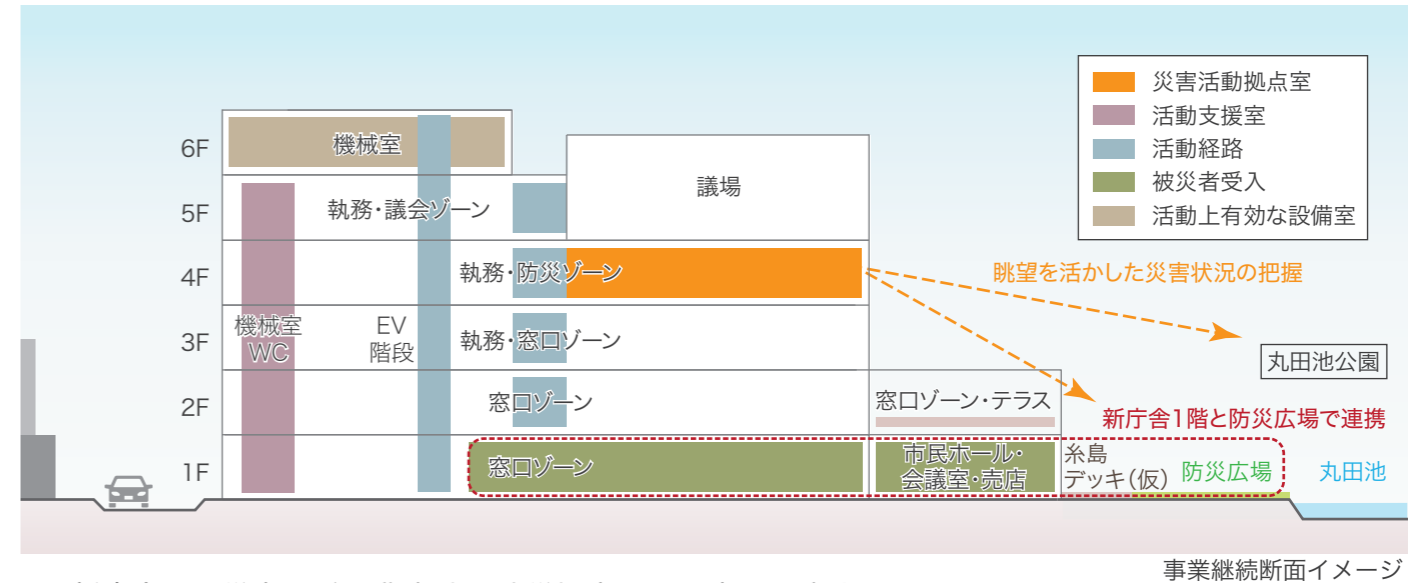 災害活動拠点室
活動支援室
活動経路
被災者受入
活動上有効な設備室
6F
機械室
議場
5F
執務・議会ゾーン
4F
執務・防災ゾーン
眺望を活かした災害状況の把握
3F
機械室
WC
EV
階段
執務・窓口ゾーン
丸田池公園
2F
窓口ゾーン
窓口ゾーン・テラス
新庁舎1階と防災広場で連携
1F
窓口ゾーン
市民ホール・
会議室・売店
糸島
デッキ(仮)
防災広場
丸田池
事業継続断面イメージ